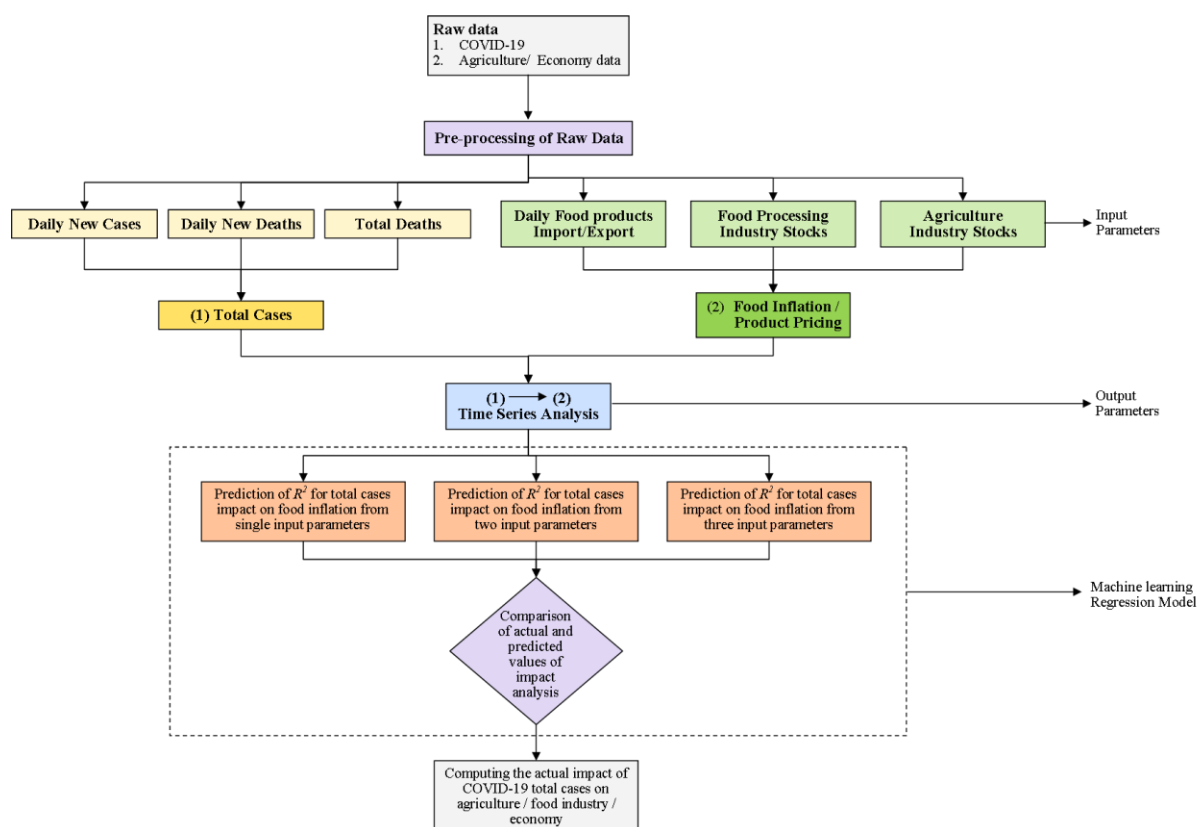 Raw data
1. COVID-19
2. Agriculture/ Economy data
Pre-processing of Raw Data
Daily New Cases
Daily New Deaths
Total Deaths
Daily Food products
Import/Export
Food Processing
Industry Stocks
Agriculture
Industry Stocks
Input
Parameters
(1) Total Cases
(2) Food Inflation /
Product Pricing
(1) (2)
Time Series Analysis
Output
Parameters
Prediction of R² for total cases
impact on food inflation from
single input parameters
Prediction of R² for total cases
impact on food inflation from
two input parameters
Prediction of R² for total cases
impact on food inflation from
three input parameters
Machine learning
Regression Model
Comparison
of actual and
predicted
values of
impact
analysis
Computing the actual impact of
COVID-19 total cases on
agriculture / food industry /
economy